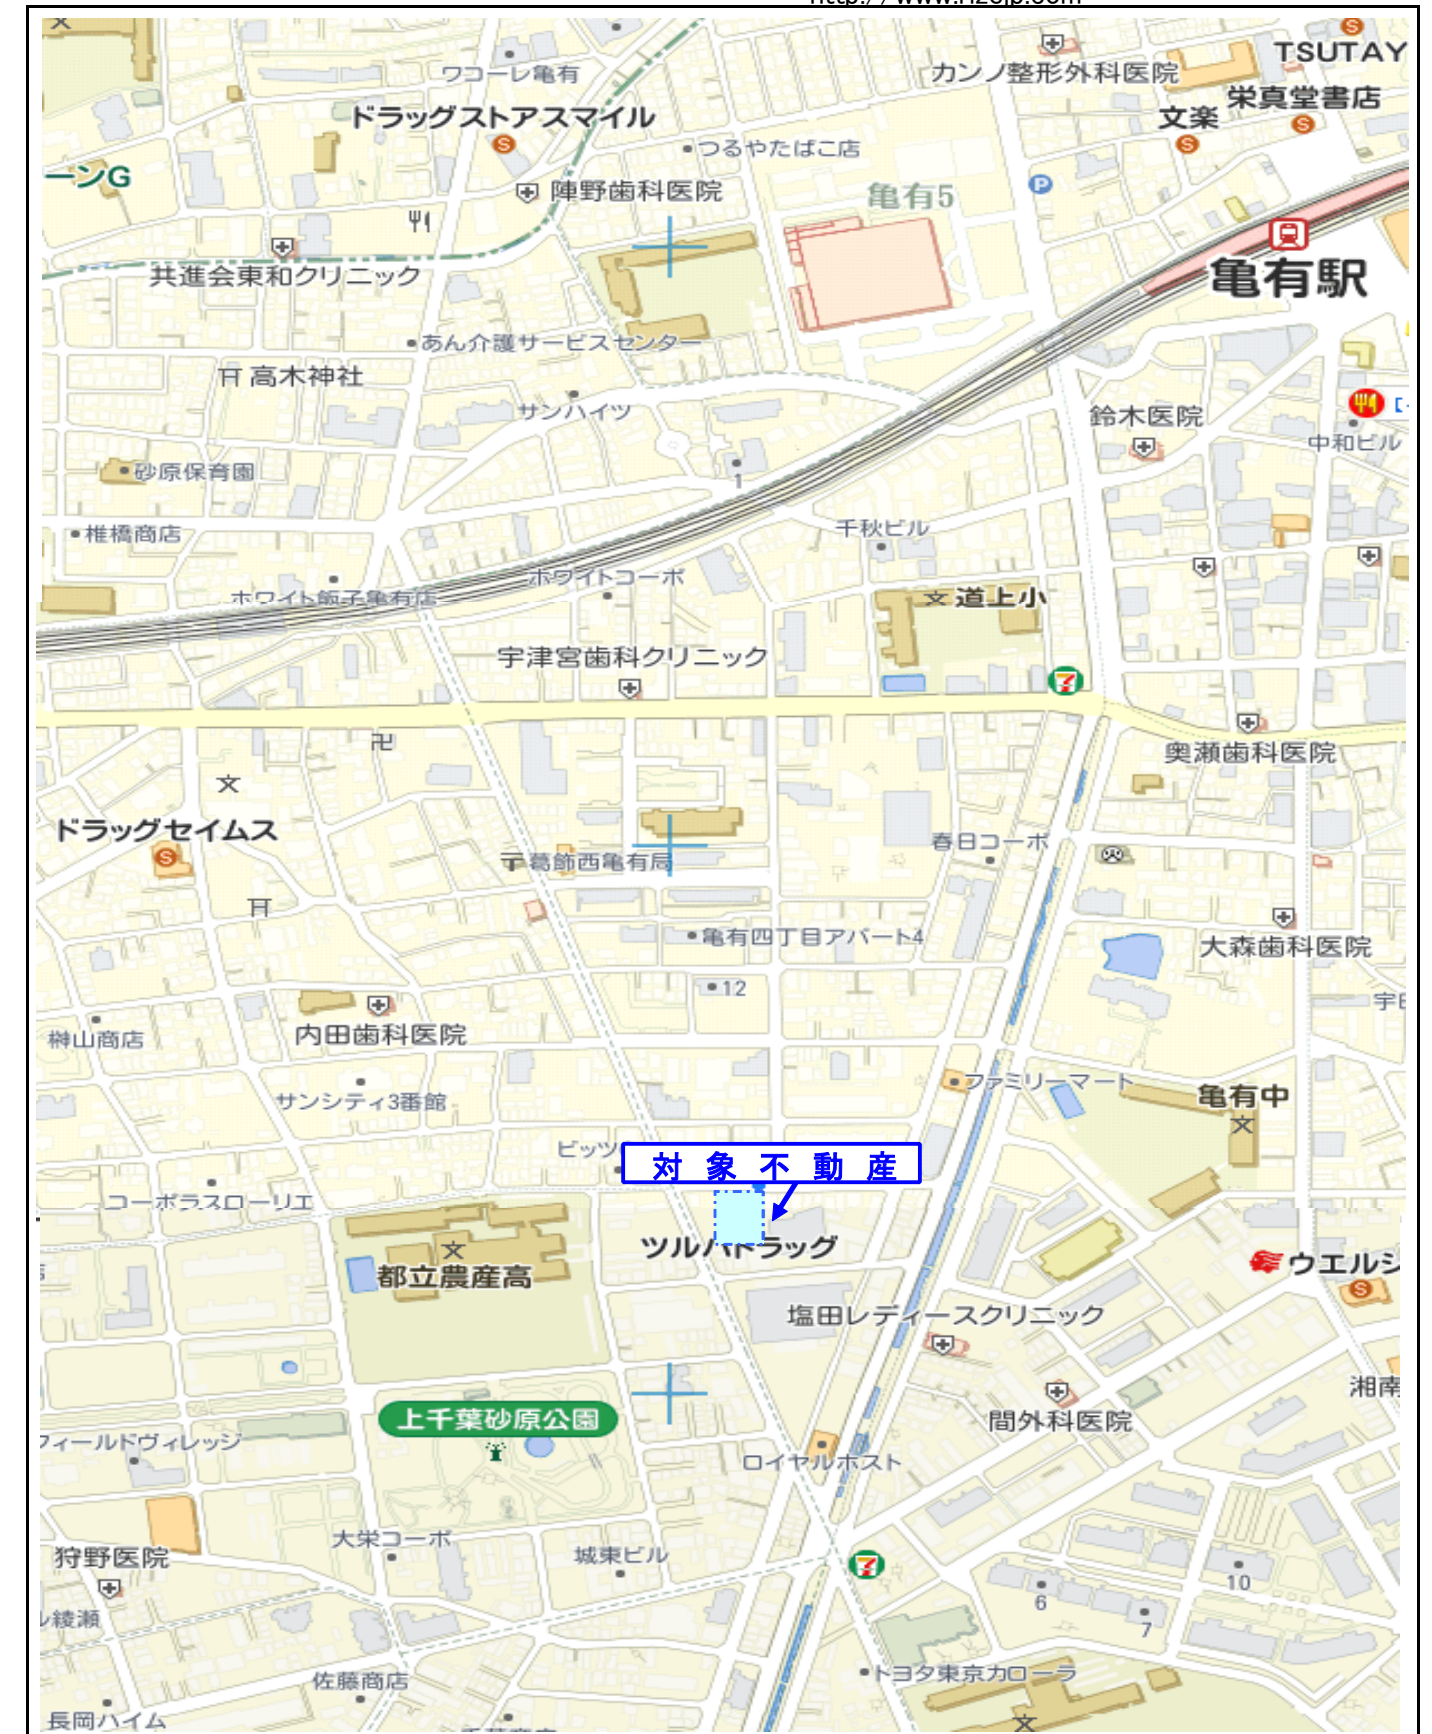 TSUTAY
ワコーレ亀有
カンノ整形外科医院
栄真堂書店
ドラッグストアスマイル
文楽
つるやたばこ店
ーンG
陣野歯科医院
P
亀有5
共進会東和クリニック
亀有駅
あん介護サービスセンター
高木神社
サンハイツ
鈴木医院
中和ビル
砂原保育園
1
椎橋商店
千秋ビル
ホワイトコーポ
ホワイト餃子亀有店
道上小
宇津宮歯科クリニック
奥瀬歯科医院
ドラッグセイムス
春日コーポ
葛飾西亀有局
亀有四丁目アパート4
大森歯科医院
12
内田歯科医院
榊山商店
ファミリーマート
サンシティ3番館
亀有中
ビッツ
対象不動産
コーポラスローリエ
ツルハドラッグ
都立農産高
ウエルシ
塩田レディースクリニック
湘南
上千葉砂原公園
間外科医院
フィールドヴィレッジ
ロイヤルホスト
大栄コーポ
狩野医院
城東ビル
10
6
7
ル綾瀬
トヨタ東京カローラ
佐藤商店
長岡ハイム